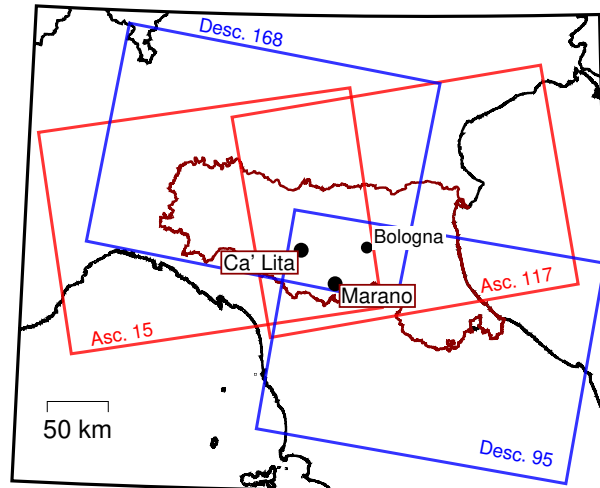 Desc. 168
Bologna
Ca' Lita
Asc. 117
Marano
Asc. 15
50 km
Desc. 95